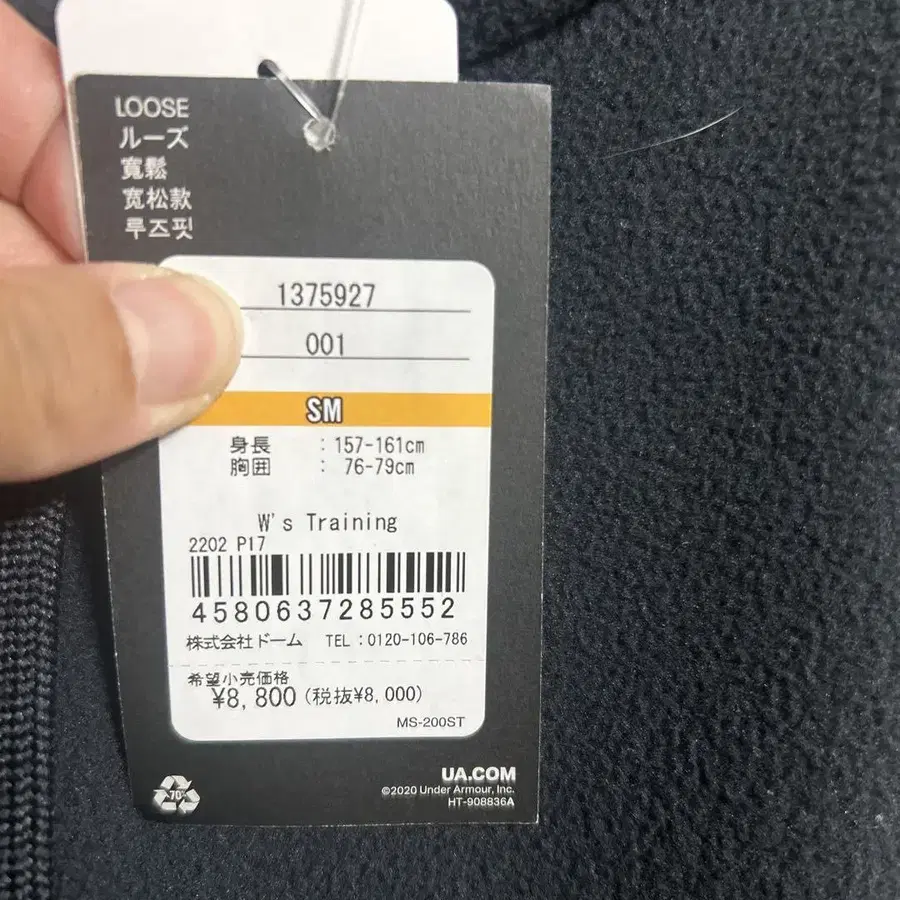 LOOSE
ルーズ
寬鬆
宽松款
루즈핏
1375927
001
SM
身長 : 157-161cm
胸囲 : 76-79cm
W's Training
2202 P17
4580637285552
株式会社ドーム TEL:0120-106-786
希望小売価格
¥8,800(税抜¥8,000)
MS-200ST
70%
UA.COM
©2020 Under Armour, Inc.
HT-908836A